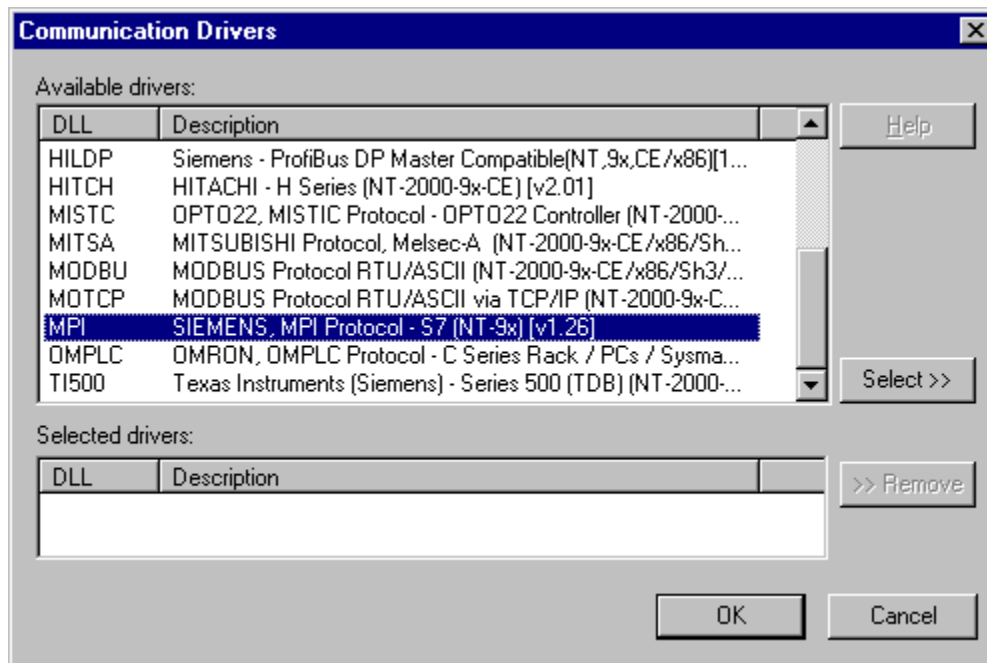 Communication Drivers
Available drivers:
DLL Description
Help
HILDP Siemens - ProfiBus DP Master Compatible(NT,9x,CE/x86)[1...
HITCH HITACHI - H Series (NT-2000-9x-CE) [v2.01]
MISTC OPTO22, MISTIC Protocol - OPTO22 Controller (NT-2000-...
MITSA MITSUBISHI Protocol, Melsec-A (NT-2000-9x-CE/x86/Sh...
MODBU MODBUS Protocol RTU/ASCII (NT-2000-9x-CE/x86/Sh3/...
MOTCP MODBUS Protocol RTU/ASCII via TCP/IP (NT-2000-9x-C...
MPI SIEMENS, MPI Protocol - S7 (NT-9x) [v1.26]
OMPLC OMRON, OMPLC Protocol - C Series Rack / PCs / Sysma...
TI500 Texas Instruments (Siemens) - Series 500 (TDB) (NT-2000-...
Select >>
Selected drivers:
DLL Description
>> Remove
OK Cancel